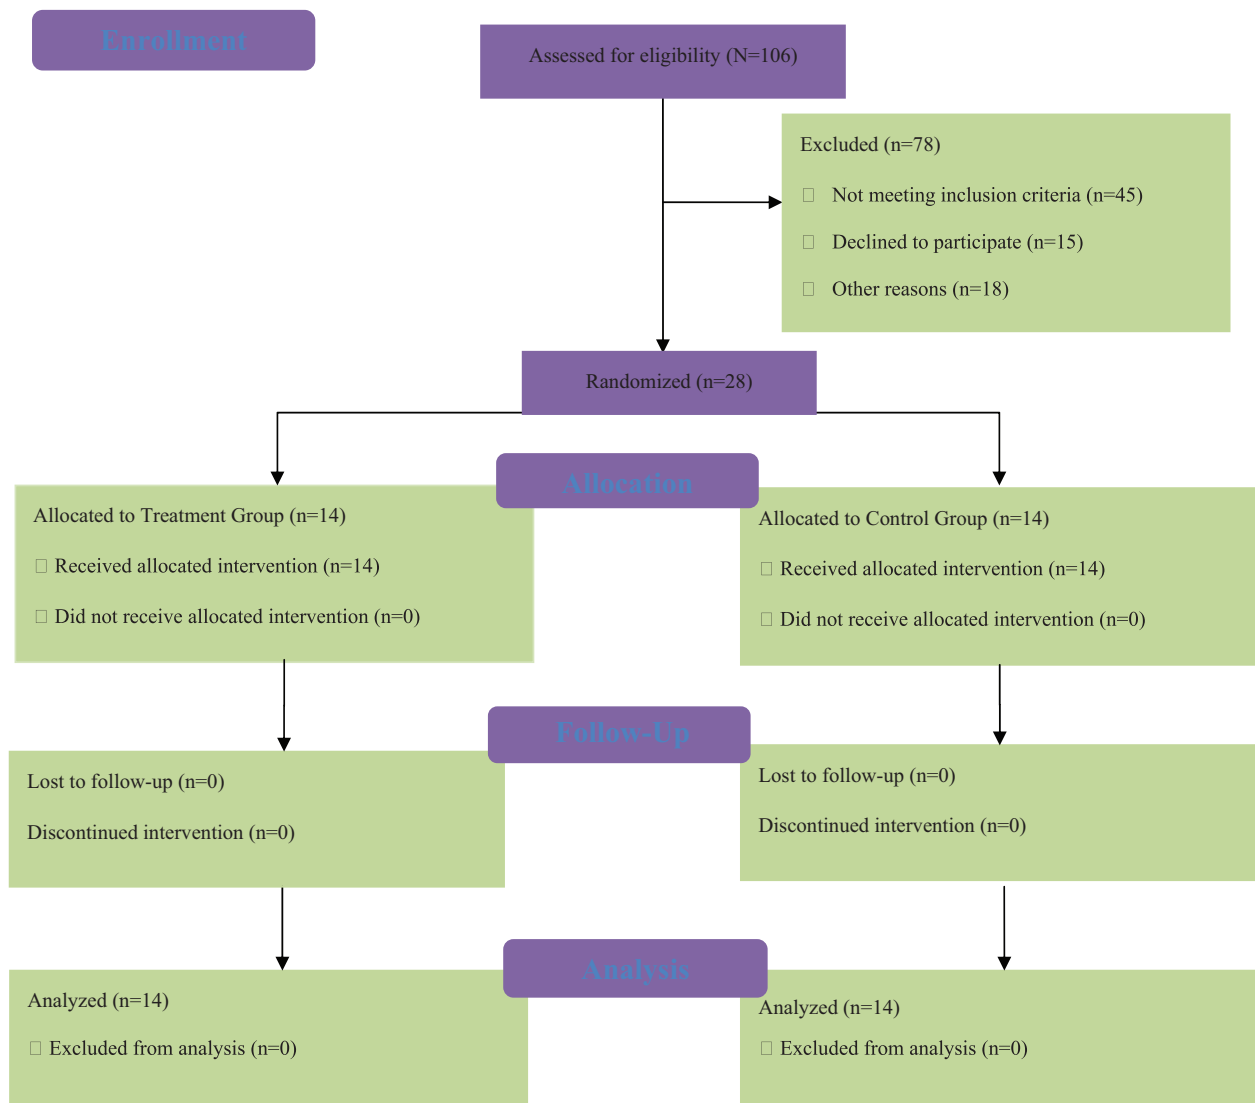 Enrollment
Assessed for eligibility (N=106)
Excluded (n=78)
Not meeting inclusion criteria (n=45)
Declined to participate (n=15)
Other reasons (n=18)
Randomized (n=28)
Allocation
Allocated to Treatment Group (n=14)
Received allocated intervention (n=14)
Did not receive allocated intervention (n=0)
Allocated to Control Group (n=14)
Received allocated intervention (n=14)
Did not receive allocated intervention (n=0)
Follow-Up
Lost to follow-up (n=0)
Discontinued intervention (n=0)
Lost to follow-up (n=0)
Discontinued intervention (n=0)
Analysis
Analyzed (n=14)
Excluded from analysis (n=0)
Analyzed (n=14)
Excluded from analysis (n=0)